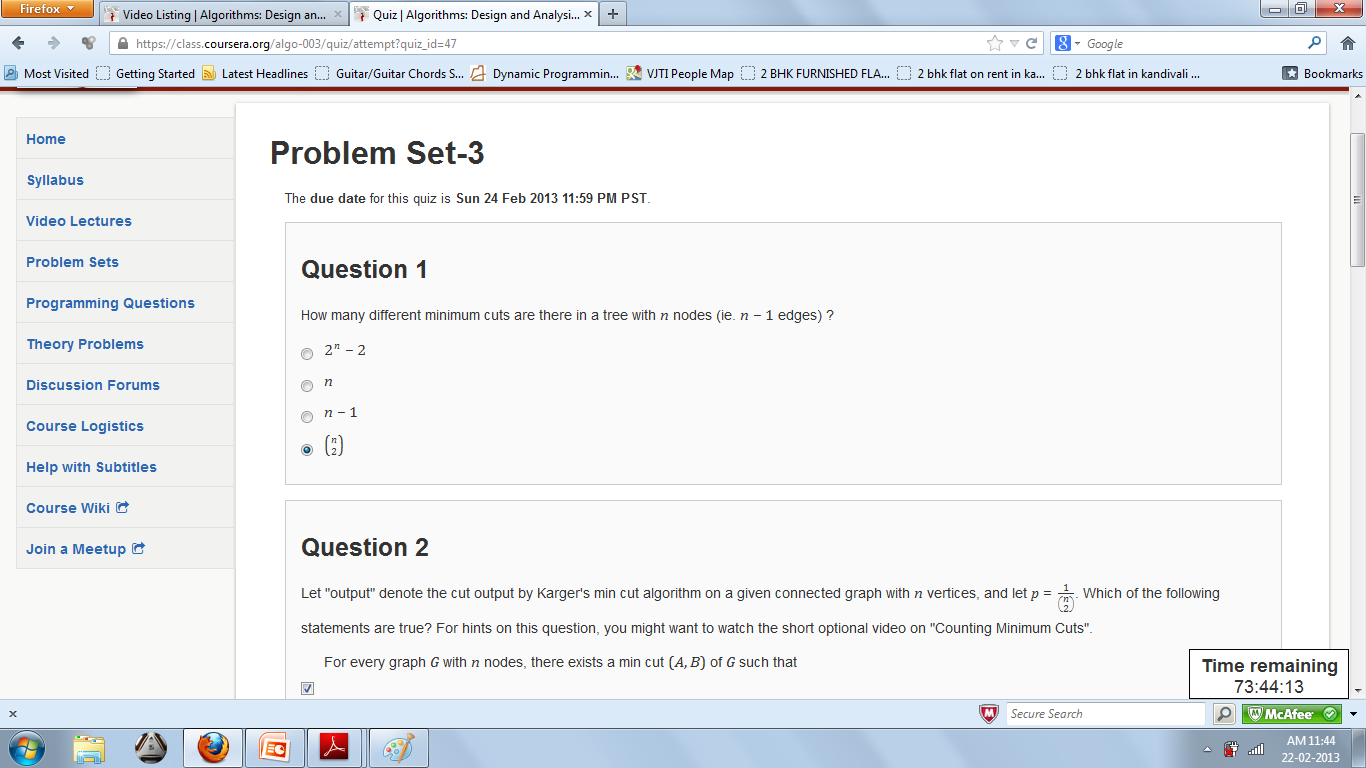 Firefox
Video Listing | Algorithms: Design an...
Quiz | Algorithms: Design and Analysi...
https://class.coursera.org/algo-003/quiz/attempt?quiz_id=47
Google
Most Visited
Getting Started
Latest Headlines
Guitar/Guitar Chords S...
Dynamic Programmin...
VJTI People Map
2 BHK FURNISHED FLA...
2 bhk flat on rent in ka...
2 bhk flat in kandivali ...
Bookmarks
Home
Syllabus
Video Lectures
Problem Sets
Programming Questions
Theory Problems
Discussion Forums
Course Logistics
Help with Subtitles
Course Wiki
Join a Meetup
Problem Set-3
The due date for this quiz is Sun 24 Feb 2013 11:59 PM PST.
Question 1
How many different minimum cuts are there in a tree with n nodes (ie. n − 1 edges) ?
2ⁿ − 2
n
n − 1
(n 2)
Question 2
Let "output" denote the cut output by Karger's min cut algorithm on a given connected graph with n vertices, and let p = 1/(n 2). Which of the following
statements are true? For hints on this question, you might want to watch the short optional video on "Counting Minimum Cuts".
For every graph G with n nodes, there exists a min cut (A, B) of G such that
Time remaining
73:44:13
x
Secure Search
McAfee
AM 11:44
22-02-2013